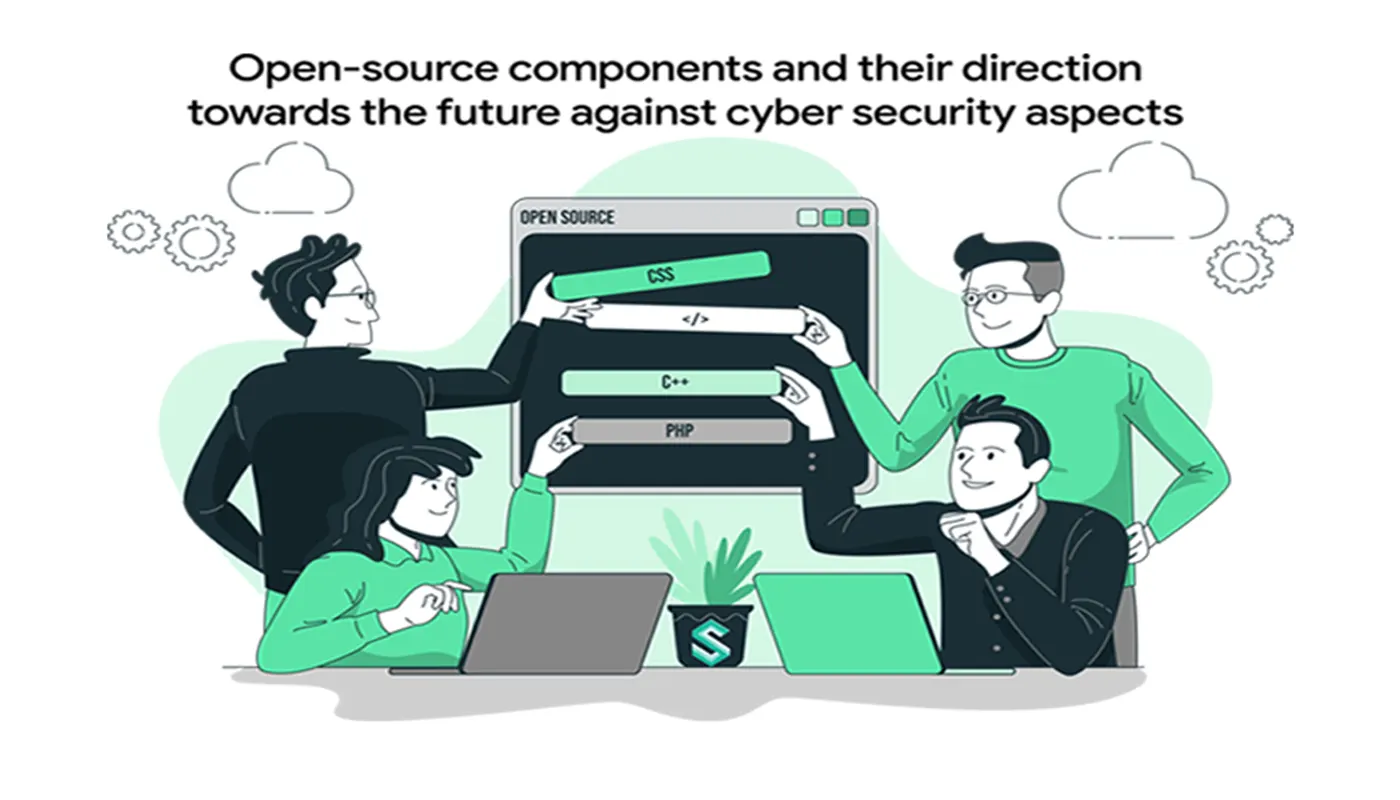 Open-source components and their direction
towards the future against cyber security aspects
OPEN SOURCE
CSS
</>
C++
PHP
S